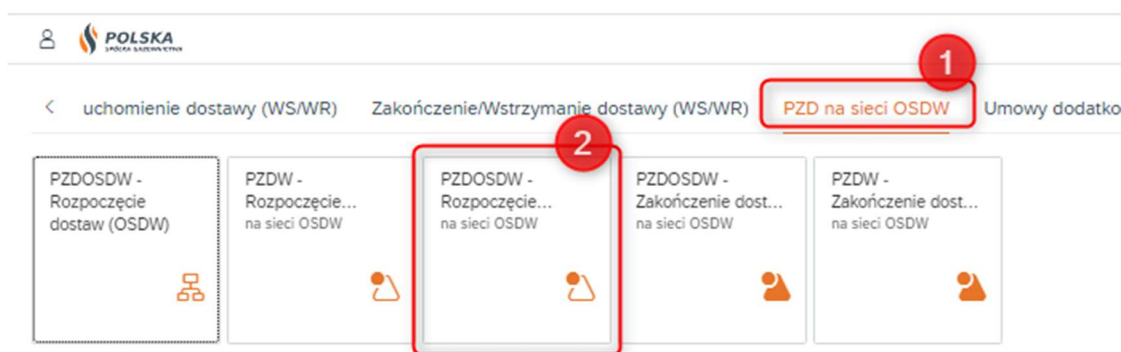 POLSKA
SPÓŁKA GAZOWNICTWA
1
uchomienie dostawy (WS/WR) Zakończenie/Wstrzymanie dostawy (WS/WR) PZD na sieci OSDW Umowy dodatko
2
PZDOSDW -
Rozpoczęcie
dostaw (OSDW)
PZDW -
Rozpoczęcie...
na sieci OSDW
PZDOSDW -
Rozpoczęcie...
na sieci OSDW
PZDOSDW -
Zakończenie dost...
na sieci OSDW
PZDW -
Zakończenie dost...
na sieci OSDW